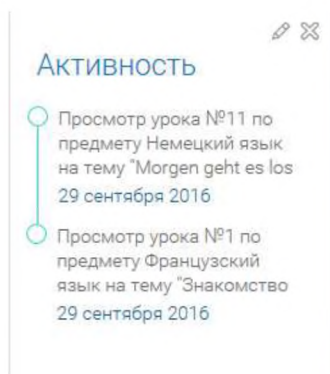 Активность
Просмотр урока №11 по
предмету Немецкий язык
на тему "Morgen geht es los
29 сентября 2016
Просмотр урока №1 по
предмету Французский
язык на тему "Знакомство
29 сентября 2016